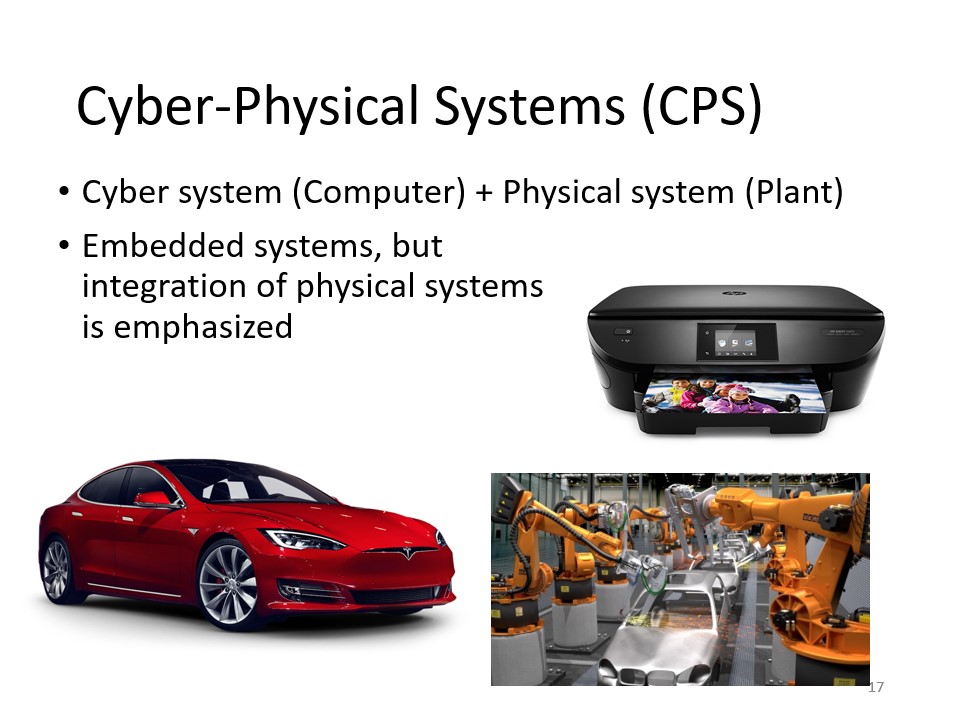 Cyber-Physical Systems (CPS)
• Cyber system (Computer) + Physical system (Plant)
• Embedded systems, but
integration of physical systems
is emphasized
17